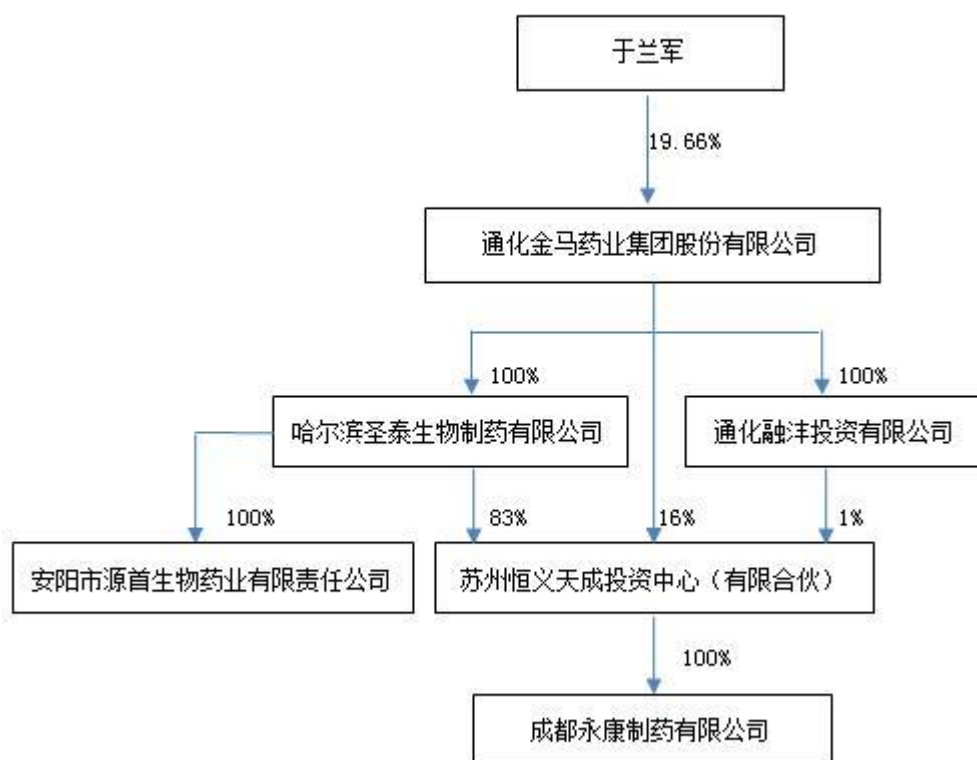 于兰军
19.66%
通化金马药业集团股份有限公司
100%
100%
哈尔滨圣泰生物制药有限公司
通化融沣投资有限公司
100%
83%
16%
1%
安阳市源首生物药业有限责任公司
苏州恒义天成投资中心（有限合伙）
100%
成都永康制药有限公司